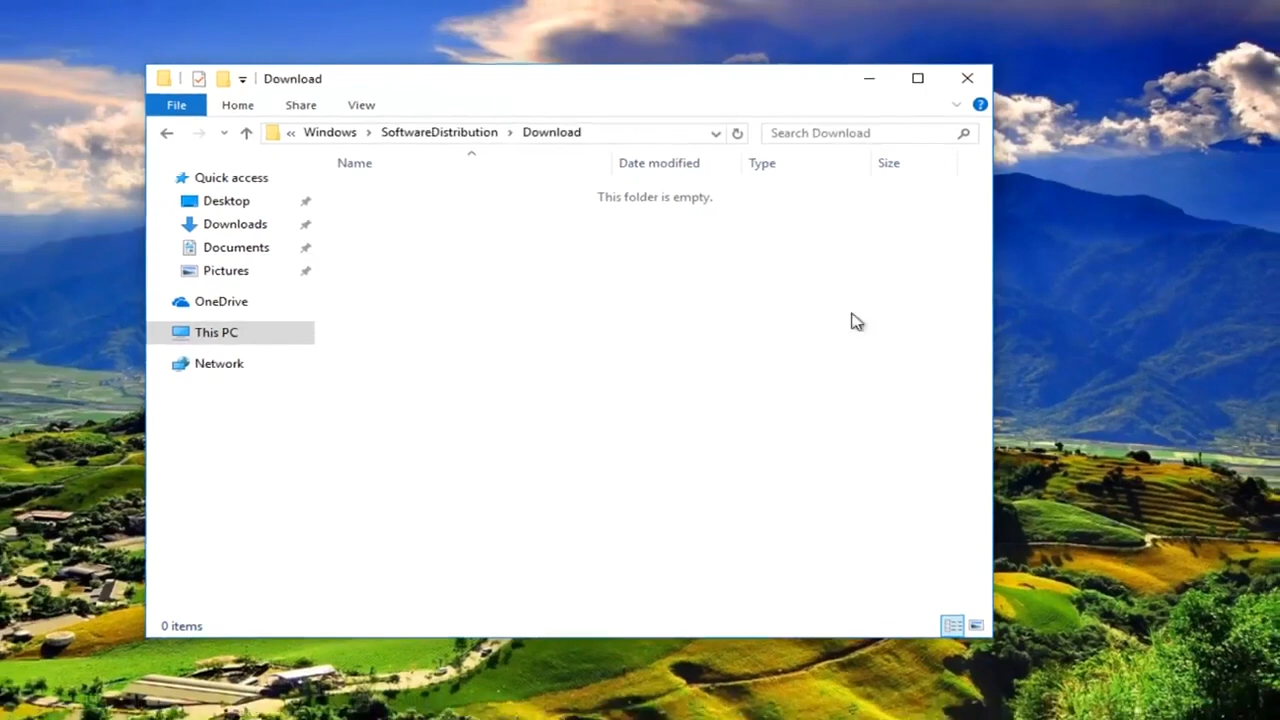 Download
File Home Share View
« Windows > SoftwareDistribution > Download
Search Download
Name Date modified Type Size
This folder is empty.
Quick access
Desktop
Downloads
Documents
Pictures
OneDrive
This PC
Network
0 items